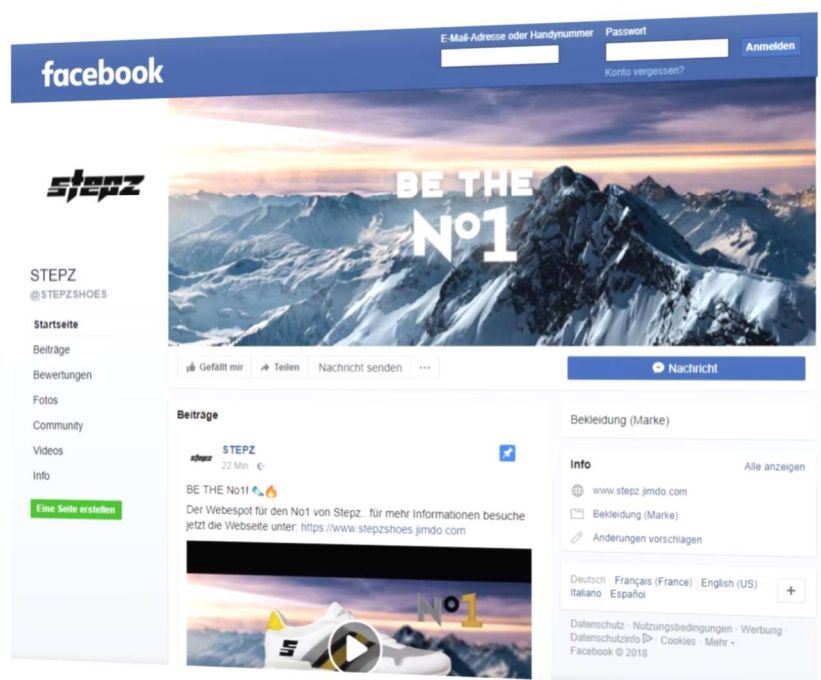 facebook
E-Mail-Adresse oder Handynummer
Passwort
Anmelden
Konto vergessen?
stepz
BE THE
No1
STEPZ
@STEPZSHOES
Startseite
Beiträge
Bewertungen
Fotos
Community
Videos
Info
Eine Seite erstellen
Gefällt mir
Teilen
Nachricht senden
...
Nachricht
Beiträge
stepz
STEPZ
22 Min
BE THE No1! 👟🔥
Der Webespot für den No1 von Stepz.. für mehr Informationen besuche
jetzt die Webseite unter: https://www.stepzshoes.jimdo.com
No1
S
Bekleidung (Marke)
Info
Alle anzeigen
www.stepz.jimdo.com
Bekleidung (Marke)
Änderungen vorschlagen
Deutsch · Français (France) · English (US) ·
Italiano · Español
+
Datenschutz · Nutzungsbedingungen · Werbung ·
Datenschutzinfo · Cookies · Mehr
Facebook © 2018